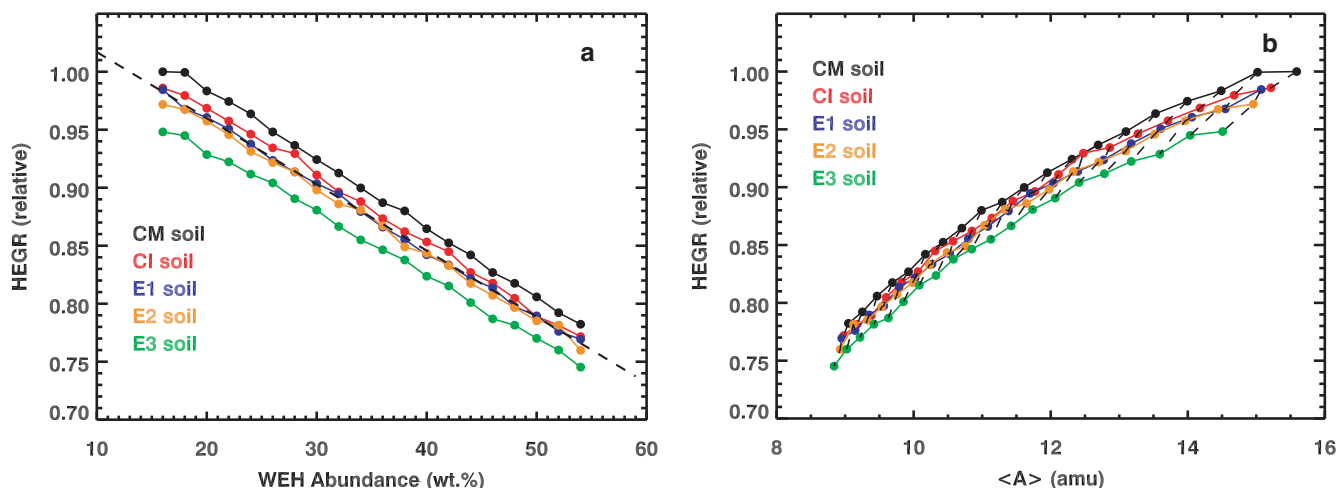 a
HEGR (relative)
1.00
0.95
0.90
0.85
0.80
0.75
0.70
CM soil
CI soil
E1 soil
E2 soil
E3 soil
10 20 30 40 50 60
WEH Abundance (wt.%)
b
HEGR (relative)
1.00
0.95
0.90
0.85
0.80
0.75
0.70
CM soil
CI soil
E1 soil
E2 soil
E3 soil
8 10 12 14 16
<A> (amu)